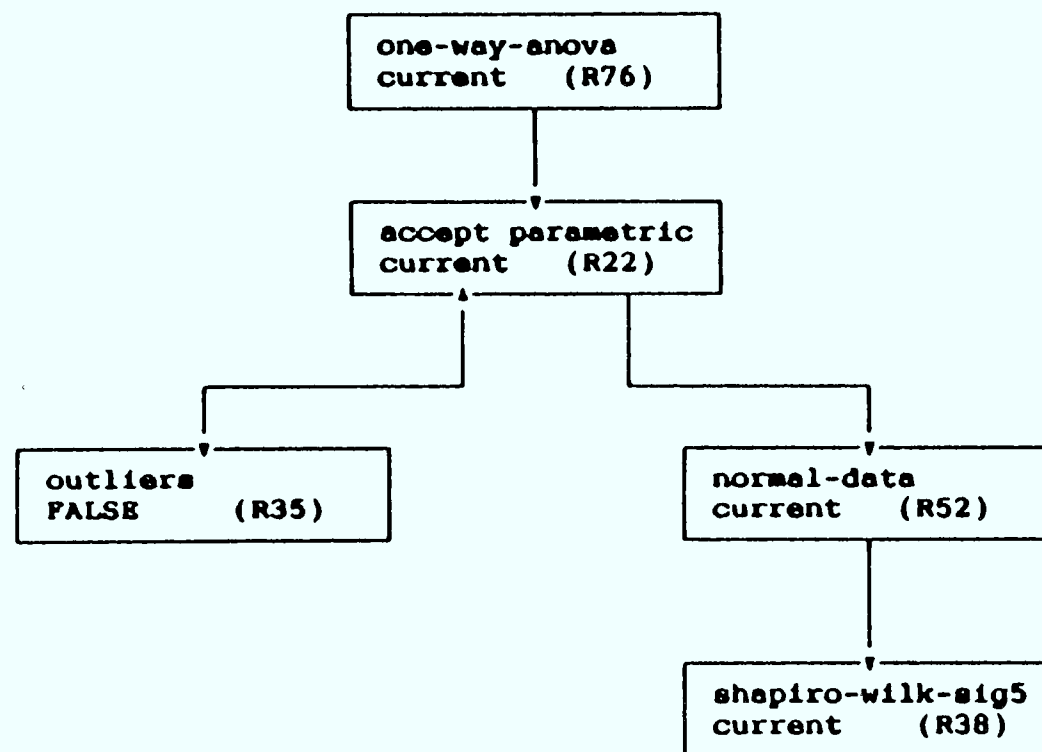 one-way-anova
current (R76)
accept parametric
current (R22)
outliers
FALSE (R35)
normal-data
current (R52)
shapiro-wilk-sig5
current (R38)